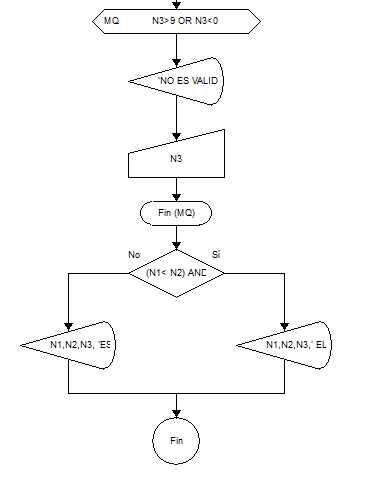 MQ N3>9 OR N3<0
'NO ES VALID
N3
Fin (MQ)
No Sí
(N1< N2) AND
N1,N2,N3, 'ES
N1,N2,N3,' EL
Fin